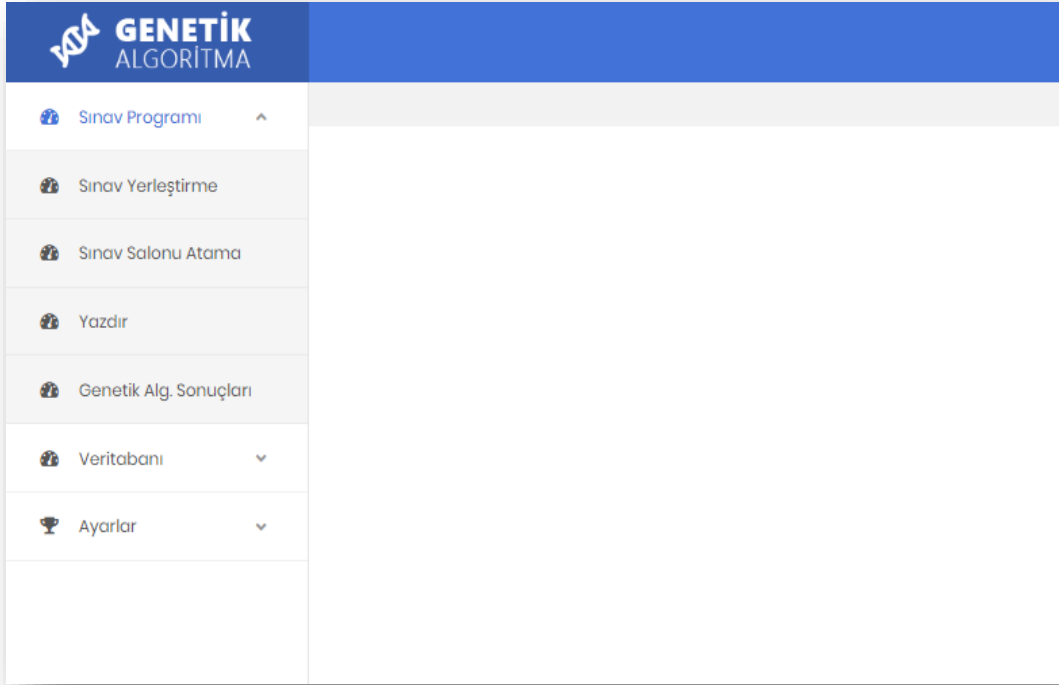 GENETİK
ALGORİTMA
Sınav Programı
Sınav Yerleştirme
Sınav Salonu Atama
Yazdır
Genetik Alg. Sonuçları
Veritabanı
Ayarlar